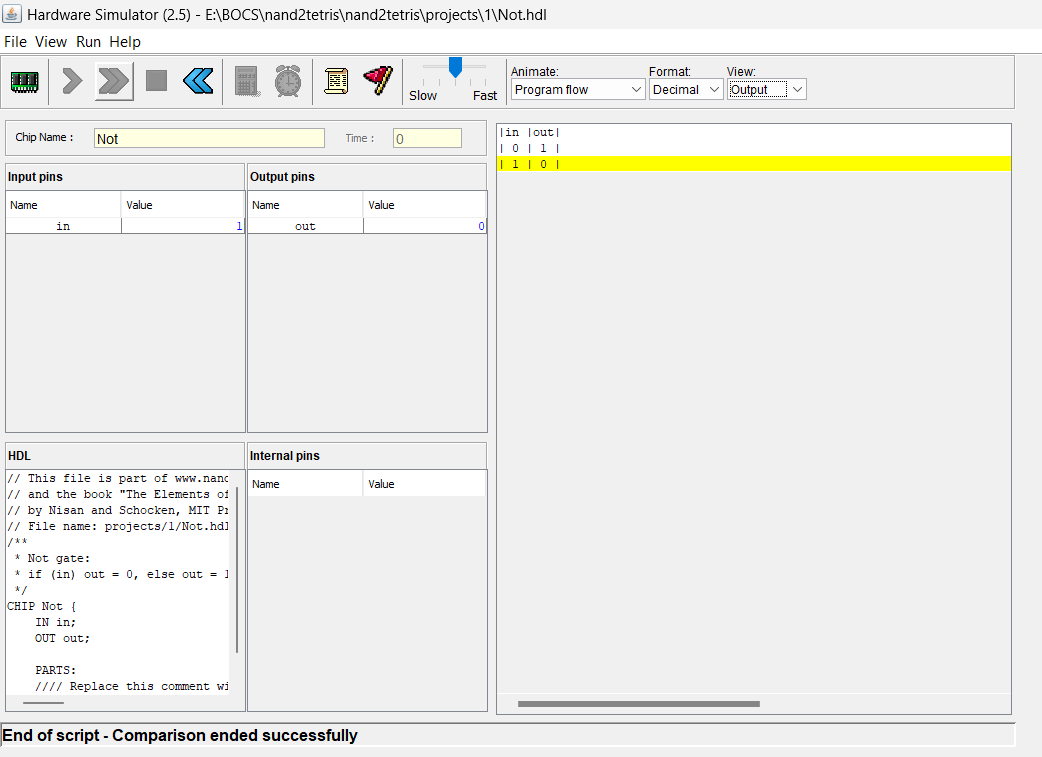 Hardware Simulator (2.5) - E:\BOCS\nand2tetris\nand2tetris\projects\1\Not.hdl
File View Run Help
Slow Fast
Animate: Format: View:
Program flow Decimal Output
Chip Name : Not Time : 0
Input pins
Name Value
in 1
Output pins
Name Value
out 0
HDL
// This file is part of www.nand
// and the book "The Elements of
// by Nisan and Schocken, MIT Pr
// File name: projects/1/Not.hdl
/**
* Not gate:
* if (in) out = 0, else out = 1
*/
CHIP Not {
IN in;
OUT out;
PARTS:
//// Replace this comment wi
Internal pins
Name Value
|in |out|
| 0 | 1 |
| 1 | 0 |
End of script - Comparison ended successfully